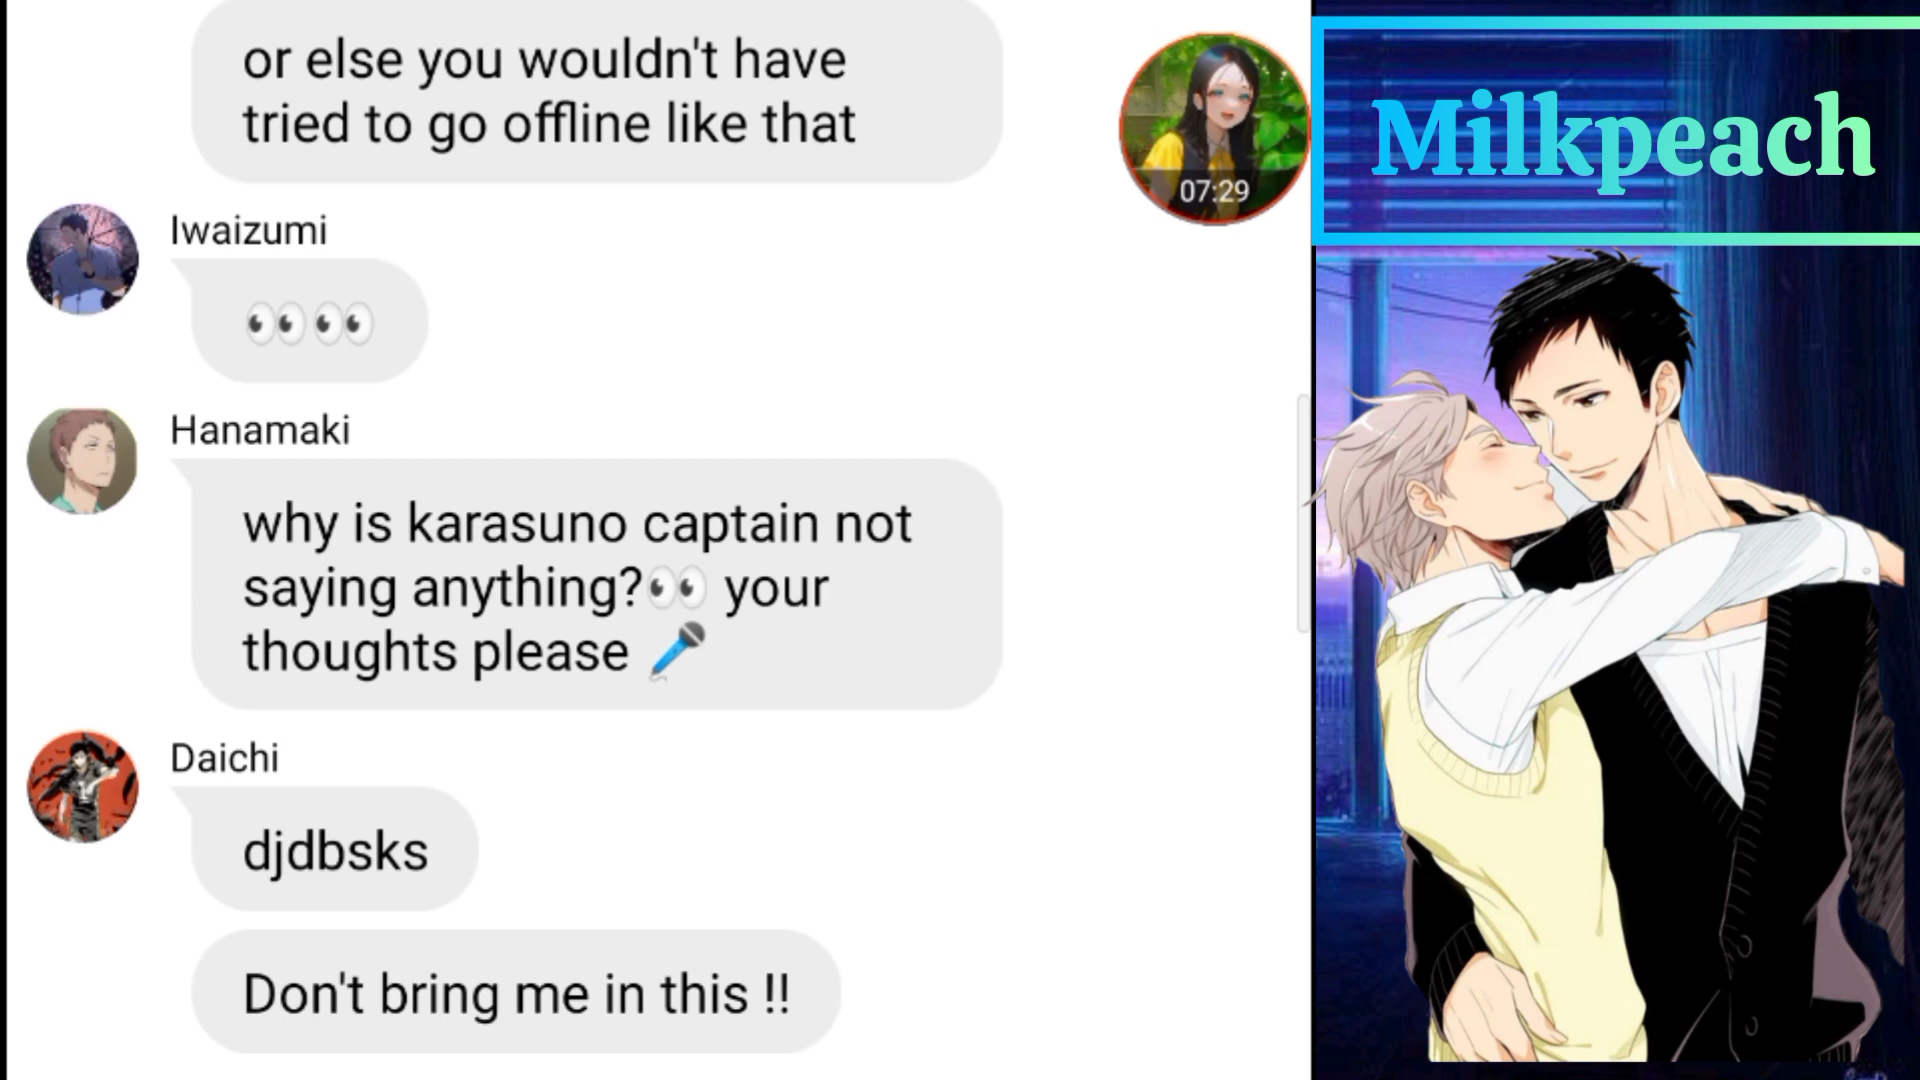 or else you wouldn't have
tried to go offline like that
07:29
Milkpeach
Iwaizumi
👀👀
Hanamaki
why is karasuno captain not
saying anything?👀 your
thoughts please 🎤
Daichi
djdbsks
Don't bring me in this !!